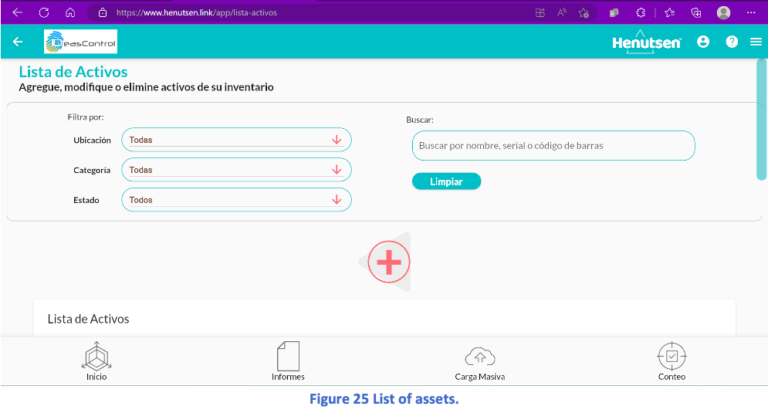 https://www.henutsen.link/app/lista-activos
easControl
Henutsen
Lista de Activos
Agregue, modifique o elimine activos de su inventario
Filtra por:
Ubicación Todas
Categoría Todas
Estado Todos
Buscar:
Buscar por nombre, serial o código de barras
Limpiar
Lista de Activos
Inicio Informes Carga Masiva Conteo
Figure 25 List of assets.